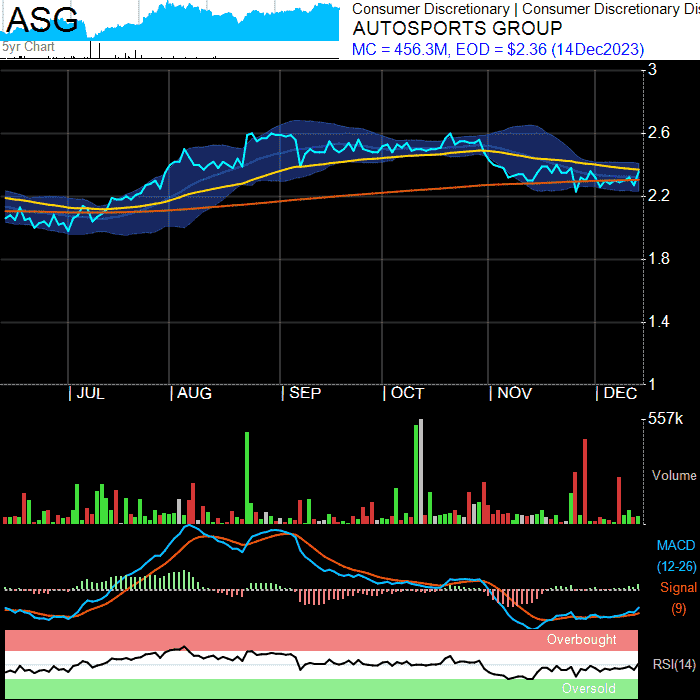 ASG
5yr Chart
Consumer Discretionary | Consumer Discretionary Dis
AUTOSPORTS GROUP
MC = 456.3M, EOD = $2.36 (14Dec2023)
3
2.6
2.2
1.8
1.4
1
| JUL | AUG | SEP | OCT | NOV | DEC
557k
Volume
MACD
(12-26)
Signal
(9)
Overbought
RSI(14)
Oversold